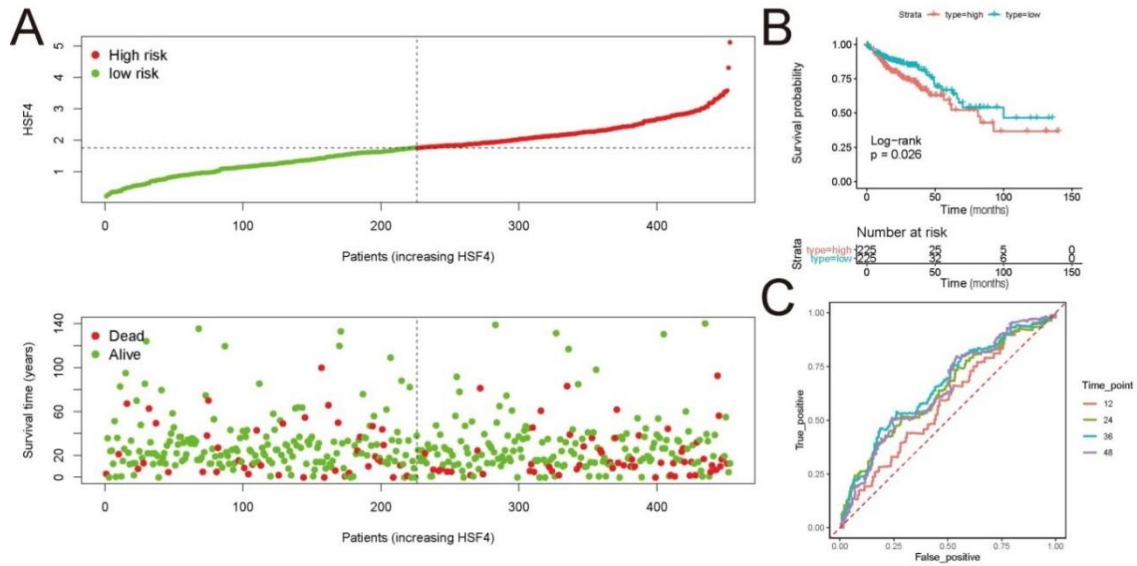 A
High risk
low risk
HSF4
5
4
3
2
1
0
100
200
300
400
Patients (increasing HSF4)
Dead
Alive
Survival time (years)
140
100
60
20
0
0
100
200
300
400
Patients (increasing HSF4)
B
Strata type=high type=low
Survival probability
1.00
0.75
0.50
0.25
0.00
Log-rank
p = 0.026
0 50 100 150
Time (months)
Number at risk
Strata
type=high 225 25 5 0
type=low 225 32 6 0
0 50 100 150
Time (months)
C
True_positive
1.00
0.75
0.50
0.25
0.00
0.00 0.25 0.50 0.75 1.00
False_positive
Time_point
12
24
36
48